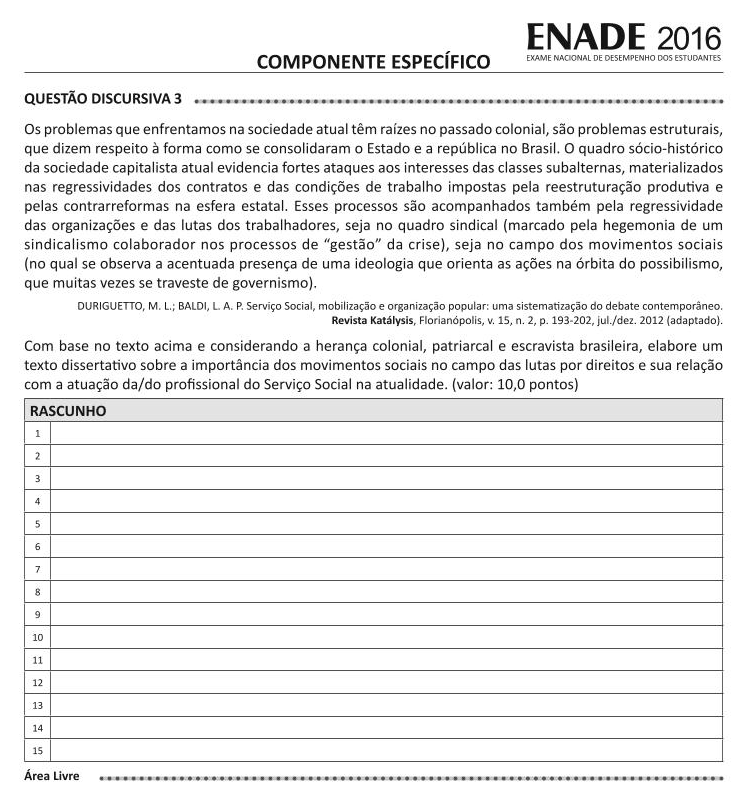 ENADE 2016
EXAME NACIONAL DE DESEMPENHO DOS ESTUDANTES
COMPONENTE ESPECÍFICO
QUESTÃO DISCURSIVA 3
Os problemas que enfrentamos na sociedade atual têm raízes no passado colonial, são problemas estruturais,
que dizem respeito à forma como se consolidaram o Estado e a república no Brasil. O quadro sócio-histórico
da sociedade capitalista atual evidencia fortes ataques aos interesses das classes subalternas, materializados
nas regressividades dos contratos e das condições de trabalho impostas pela reestruturação produtiva e
pelas contrarreformas na esfera estatal. Esses processos são acompanhados também pela regressividade
das organizações e das lutas dos trabalhadores, seja no quadro sindical (marcado pela hegemonia de um
sindicalismo colaborador nos processos de “gestão” da crise), seja no campo dos movimentos sociais
(no qual se observa a acentuada presença de uma ideologia que orienta as ações na órbita do possibilismo,
que muitas vezes se traveste de governismo).
DURIGUETTO, M. L.; BALDI, L. A. P. Serviço Social, mobilização e organização popular: uma sistematização do debate contemporâneo.
Revista Katálysis, Florianópolis, v. 15, n. 2, p. 193-202, jul./dez. 2012 (adaptado).
Com base no texto acima e considerando a herança colonial, patriarcal e escravista brasileira, elabore um
texto dissertativo sobre a importância dos movimentos sociais no campo das lutas por direitos e sua relação
com a atuação da/do profissional do Serviço Social na atualidade. (valor: 10,0 pontos)
RASCUNHO
1
2
3
4
5
6
7
8
9
10
11
12
13
14
15
Área Livre